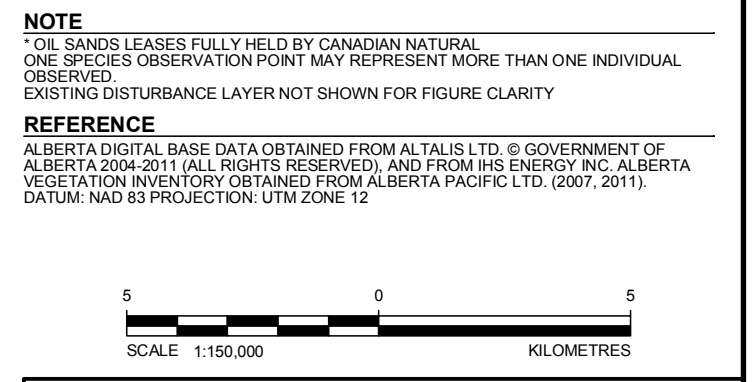 NOTE
* OIL SANDS LEASES FULLY HELD BY CANADIAN NATURAL
ONE SPECIES OBSERVATION POINT MAY REPRESENT MORE THAN ONE INDIVIDUAL
OBSERVED.
EXISTING DISTURBANCE LAYER NOT SHOWN FOR FIGURE CLARITY
REFERENCE
ALBERTA DIGITAL BASE DATA OBTAINED FROM ALTALIS LTD. © GOVERNMENT OF
ALBERTA 2004-2011 (ALL RIGHTS RESERVED), AND FROM IHS ENERGY INC. ALBERTA
VEGETATION INVENTORY OBTAINED FROM ALBERTA PACIFIC LTD. (2007, 2011).
DATUM: NAD 83 PROJECTION: UTM ZONE 12
5 0 5
SCALE 1:150,000 KILOMETRES